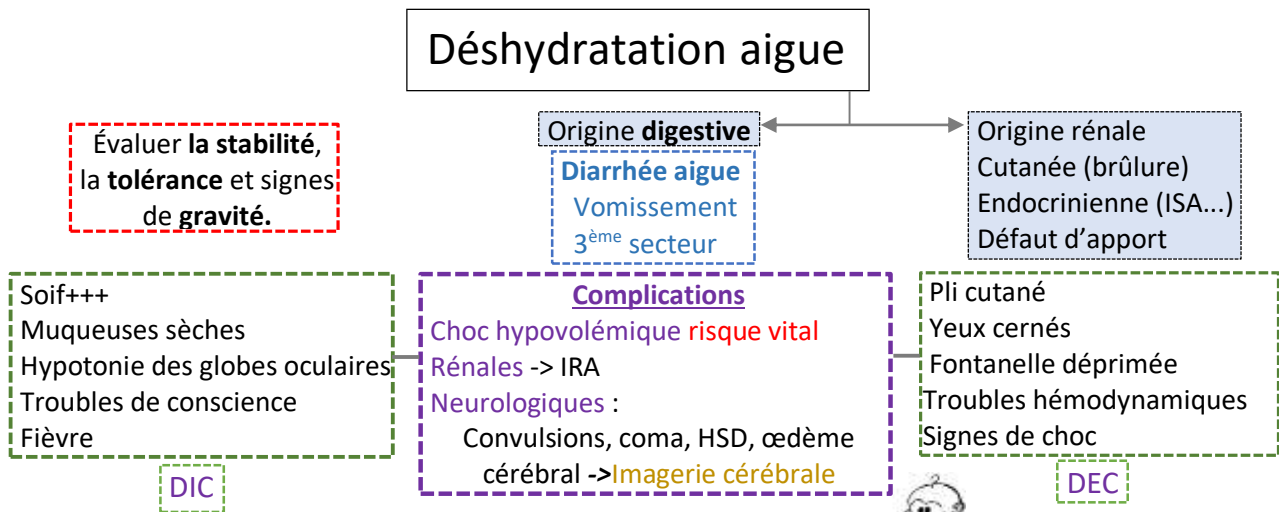 Déshydratation aigue
Évaluer la stabilité,
la tolérance et signes
de gravité.
Origine digestive
Diarrhée aigue
Vomissement
3ème secteur
Origine rénale
Cutanée (brûlure)
Endocrinienne (ISA...)
Défaut d'apport
Soif+++
Muqueuses sèches
Hypotonie des globes oculaires
Troubles de conscience
Fièvre
DIC
Complications
Choc hypovolémique risque vital
Rénales -> IRA
Neurologiques :
Convulsions, coma, HSD, œdème
cérébral ->Imagerie cérébrale
Pli cutané
Yeux cernés
Fontanelle déprimée
Troubles hémodynamiques
Signes de choc
DEC